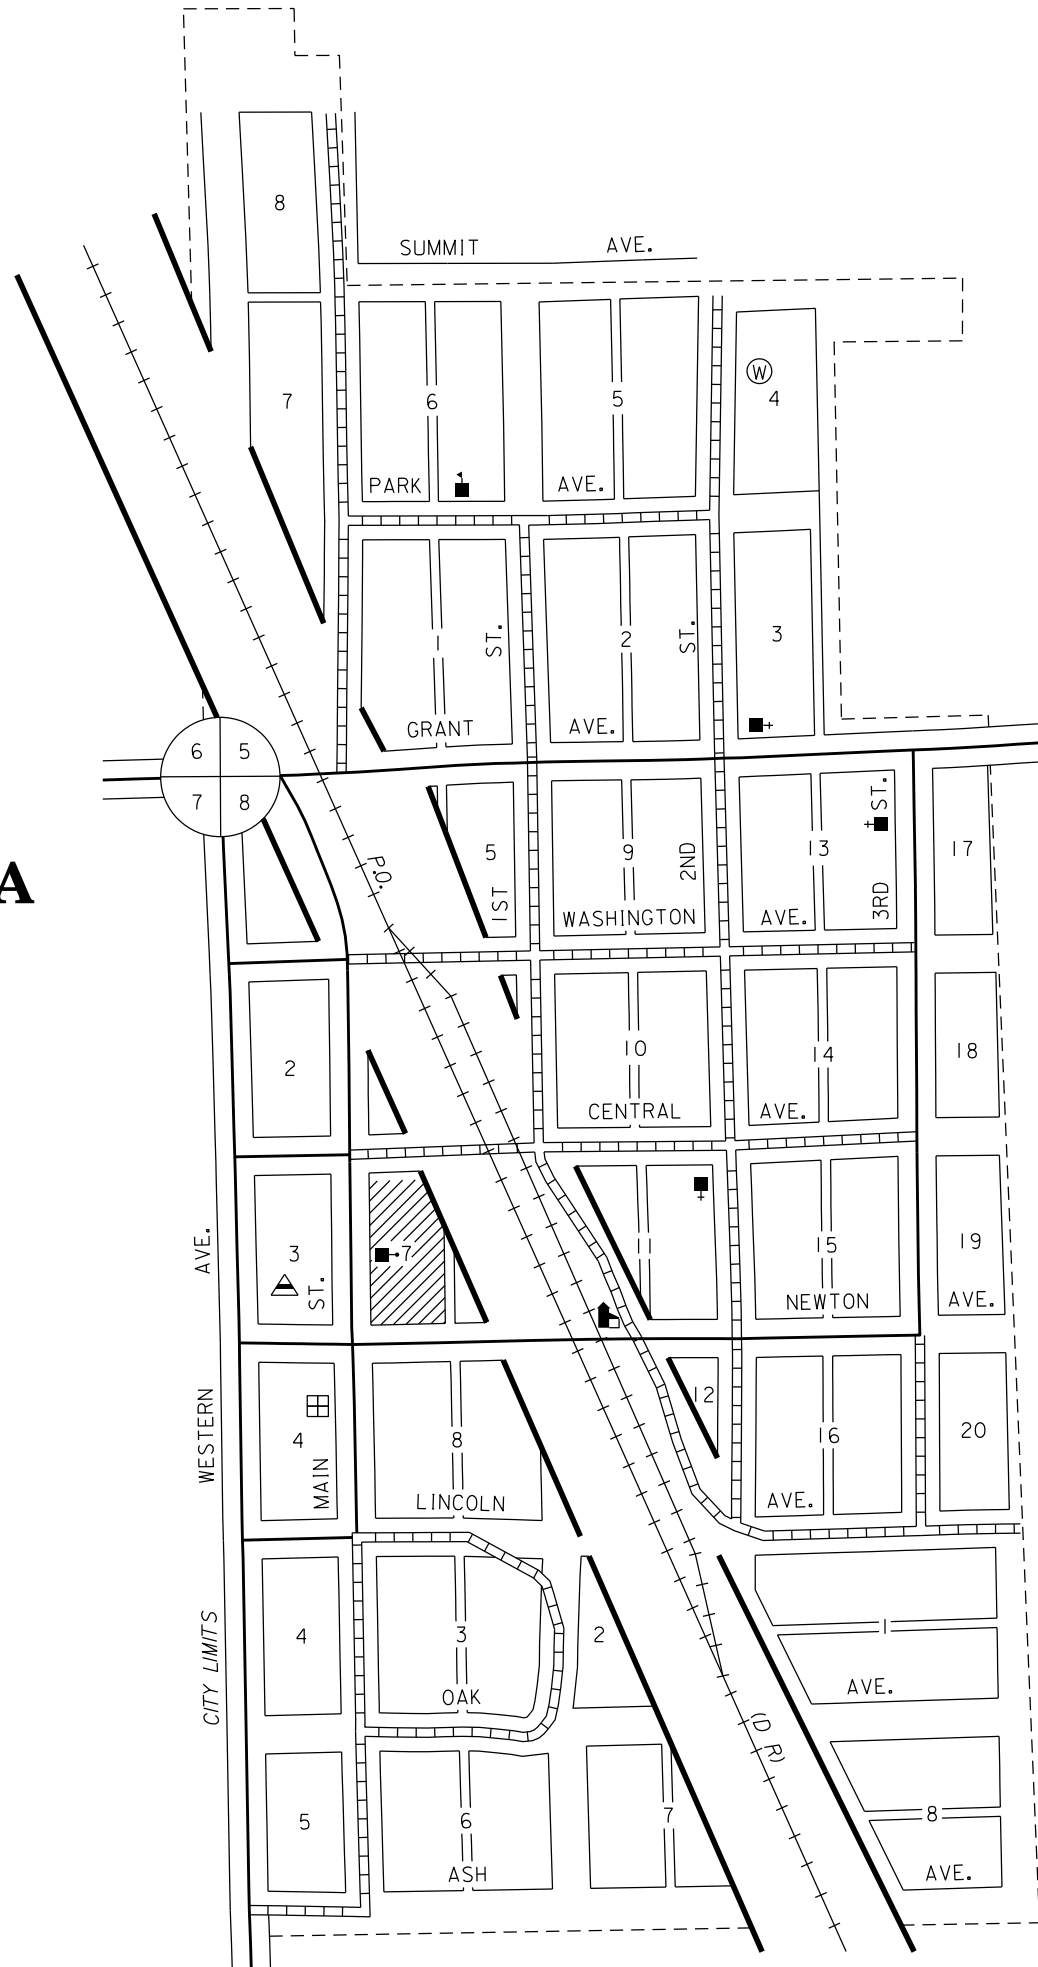 8
SUMMIT AVE.
W
7
6
5
4
PARK AVE.
1
ST.
2
ST.
3
GRANT AVE.
6 5
7 8
ST.
5
9
2ND
13
17
P.O.
A
1ST
3RD
WASHINGTON AVE.
2
10
14
18
CENTRAL AVE.
AVE.
3
7
11
15
19
ST.
NEWTON AVE.
WESTERN
12
4
8
16
20
MAIN
LINCOLN AVE.
CITY LIMITS
4
3
2
1
OAK AVE.
(D R)
5
6
7
8
ASH AVE.